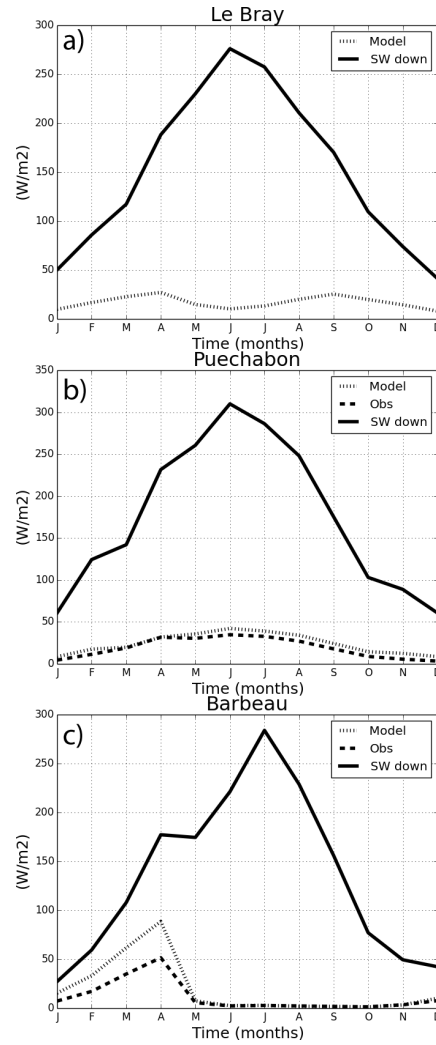 Le Bray
a)
Model
SW down
300
250
200
150
100
50
0
(W/m2)
J F M A M J J A S O N D
Time (months)
Puechabon
b)
Model
Obs
SW down
350
300
250
200
150
100
50
0
(W/m2)
J F M A M J J A S O N D
Time (months)
Barbeau
c)
Model
Obs
SW down
300
250
200
150
100
50
0
(W/m2)
J F M A M J J A S O N D
Time (months)